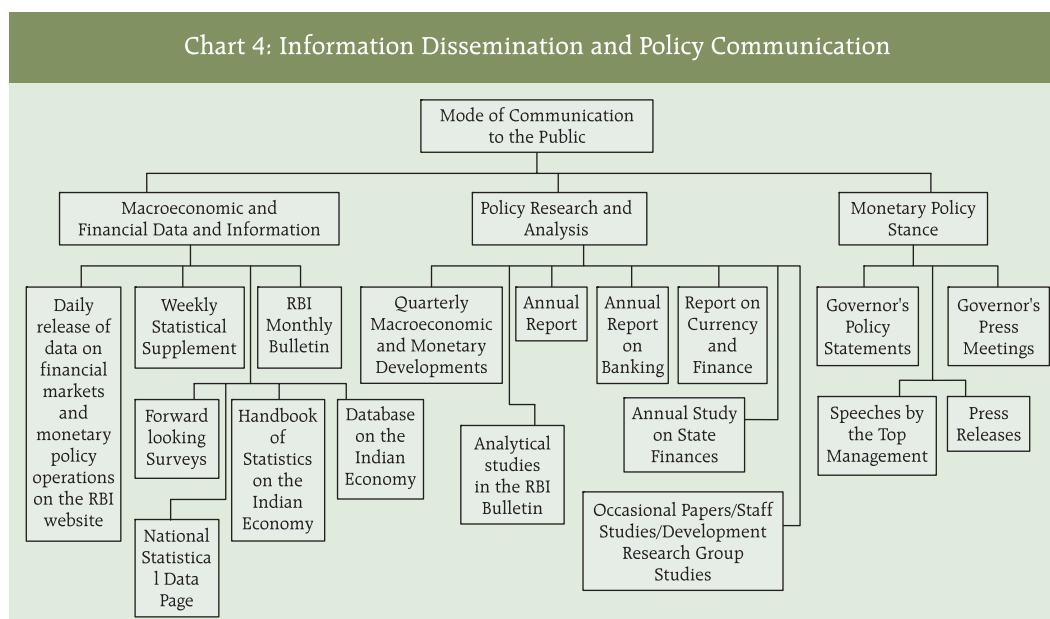 Chart 4: Information Dissemination and Policy Communication
Mode of Communication
to the Public
Macroeconomic and
Financial Data and Information
Policy Research and
Analysis
Monetary Policy
Stance
Daily
release of
data on
financial
markets
and
monetary
policy
operations
on the RBI
website
Weekly
Statistical
Supplement
RBI
Monthly
Bulletin
Forward
looking
Surveys
Handbook
of
Statistics
on the
Indian
Economy
Database
on the
Indian
Economy
National
Statistica
l Data
Page
Quarterly
Macroeconomic
and Monetary
Developments
Annual
Report
Annual
Report
on
Banking
Report on
Currency
and
Finance
Analytical
studies
in the RBI
Bulletin
Annual Study
on State
Finances
Occasional Papers/Staff
Studies/Development
Research Group
Studies
Governor's
Policy
Statements
Governor's
Press
Meetings
Speeches by
the Top
Management
Press
Releases